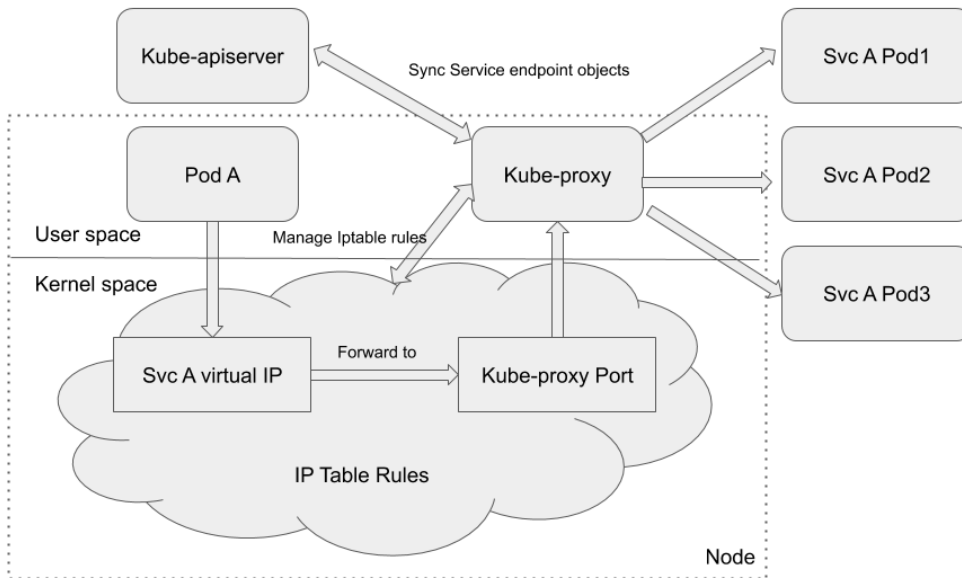 Kube-apiserver
Sync Service endpoint objects
Svc A Pod1
Pod A
Kube-proxy
Svc A Pod2
User space
Manage Iptable rules
Kernel space
Svc A Pod3
Svc A virtual IP
Forward to
Kube-proxy Port
IP Table Rules
Node